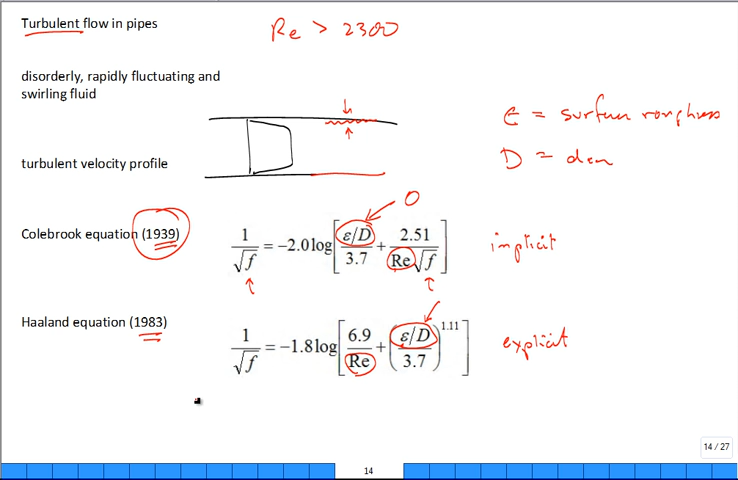 Turbulent flow in pipes
Re > 2300
disorderly, rapidly fluctuating and
swirling fluid
ϵ = surface roughness
D = dia
turbulent velocity profile
0
Colebrook equation (1939)
1/√f = −2.0 log[(ε/D)/3.7 + 2.51/(Re√f)]
implicit
Haaland equation (1983)
1/√f = −1.8 log[6.9/Re + ((ε/D)/3.7)^1.11]
explicit
14 / 27
14